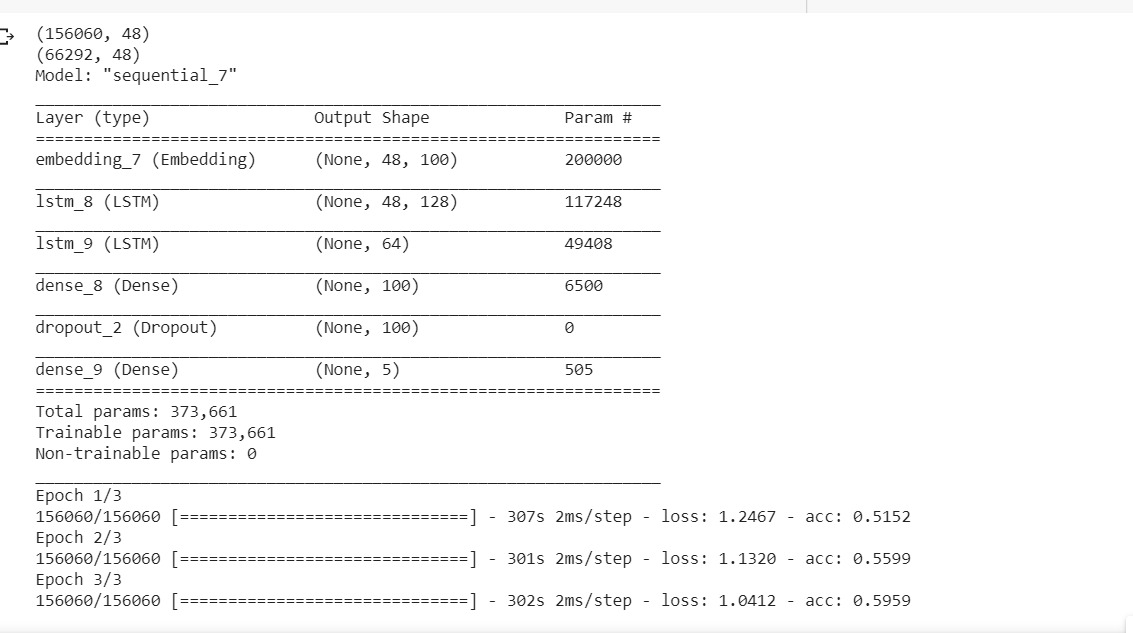 (156060, 48)
(66292, 48)
Model: "sequential_7"
_________________________________________________________________
Layer (type)                 Output Shape              Param #
=================================================================
embedding_7 (Embedding)      (None, 48, 100)           200000
_________________________________________________________________
lstm_8 (LSTM)                (None, 48, 128)           117248
_________________________________________________________________
lstm_9 (LSTM)                (None, 64)                49408
_________________________________________________________________
dense_8 (Dense)              (None, 100)               6500
_________________________________________________________________
dropout_2 (Dropout)          (None, 100)               0
_________________________________________________________________
dense_9 (Dense)              (None, 5)                 505
=================================================================
Total params: 373,661
Trainable params: 373,661
Non-trainable params: 0
_________________________________________________________________
Epoch 1/3
156060/156060 [==============================] - 307s 2ms/step - loss: 1.2467 - acc: 0.5152
Epoch 2/3
156060/156060 [==============================] - 301s 2ms/step - loss: 1.1320 - acc: 0.5599
Epoch 3/3
156060/156060 [==============================] - 302s 2ms/step - loss: 1.0412 - acc: 0.5959